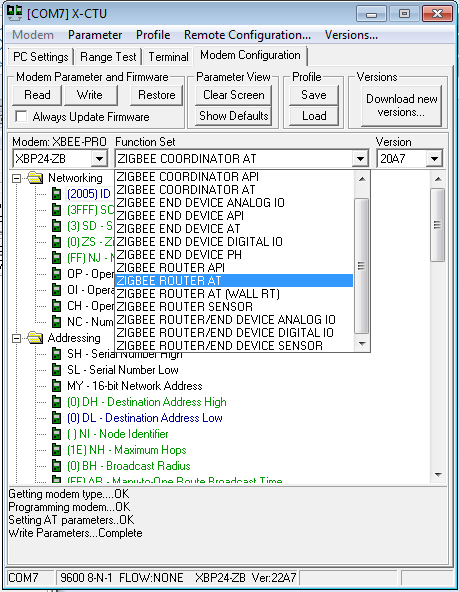 [COM7] X-CTU
Modem Parameter Profile Remote Configuration... Versions...
PC Settings Range Test Terminal Modem Configuration
Modem Parameter and Firmware Parameter View Profile Versions
Read Write Restore Clear Screen Save Download new versions...
Always Update Firmware Show Defaults Load
Modem: XBEE-PRO Function Set Version
XBP24-ZB ZIGBEE COORDINATOR AT 20A7
ZIGBEE COORDINATOR API
ZIGBEE COORDINATOR AT
ZIGBEE END DEVICE ANALOG IO
ZIGBEE END DEVICE API
ZIGBEE END DEVICE AT
ZIGBEE END DEVICE DIGITAL IO
ZIGBEE END DEVICE PH
ZIGBEE ROUTER API
ZIGBEE ROUTER AT
ZIGBEE ROUTER AT (WALL RT)
ZIGBEE ROUTER SENSOR
ZIGBEE ROUTER/END DEVICE ANALOG IO
ZIGBEE ROUTER/END DEVICE DIGITAL IO
ZIGBEE ROUTER/END DEVICE SENSOR
Networking
(2005) ID
(3FFF) SC
(3) SD - S
(0) ZS - Zi
(FF) NJ - N
OP - Oper
OI - Opera
CH - Oper
NC - Num
Addressing
SH - Serial Number High
SL - Serial Number Low
MY - 16-bit Network Address
(0) DH - Destination Address High
(0) DL - Destination Address Low
( ) NI - Node Identifier
(1E) NH - Maximum Hops
(0) BH - Broadcast Radius
(FF) AR - Many-to-One Route Broadcast Time
Getting modem type....OK
Programming modem...OK
Setting AT parameters..OK
Write Parameters...Complete
COM7 9600 8-N-1 FLOW:NONE XBP24-ZB Ver:22A7